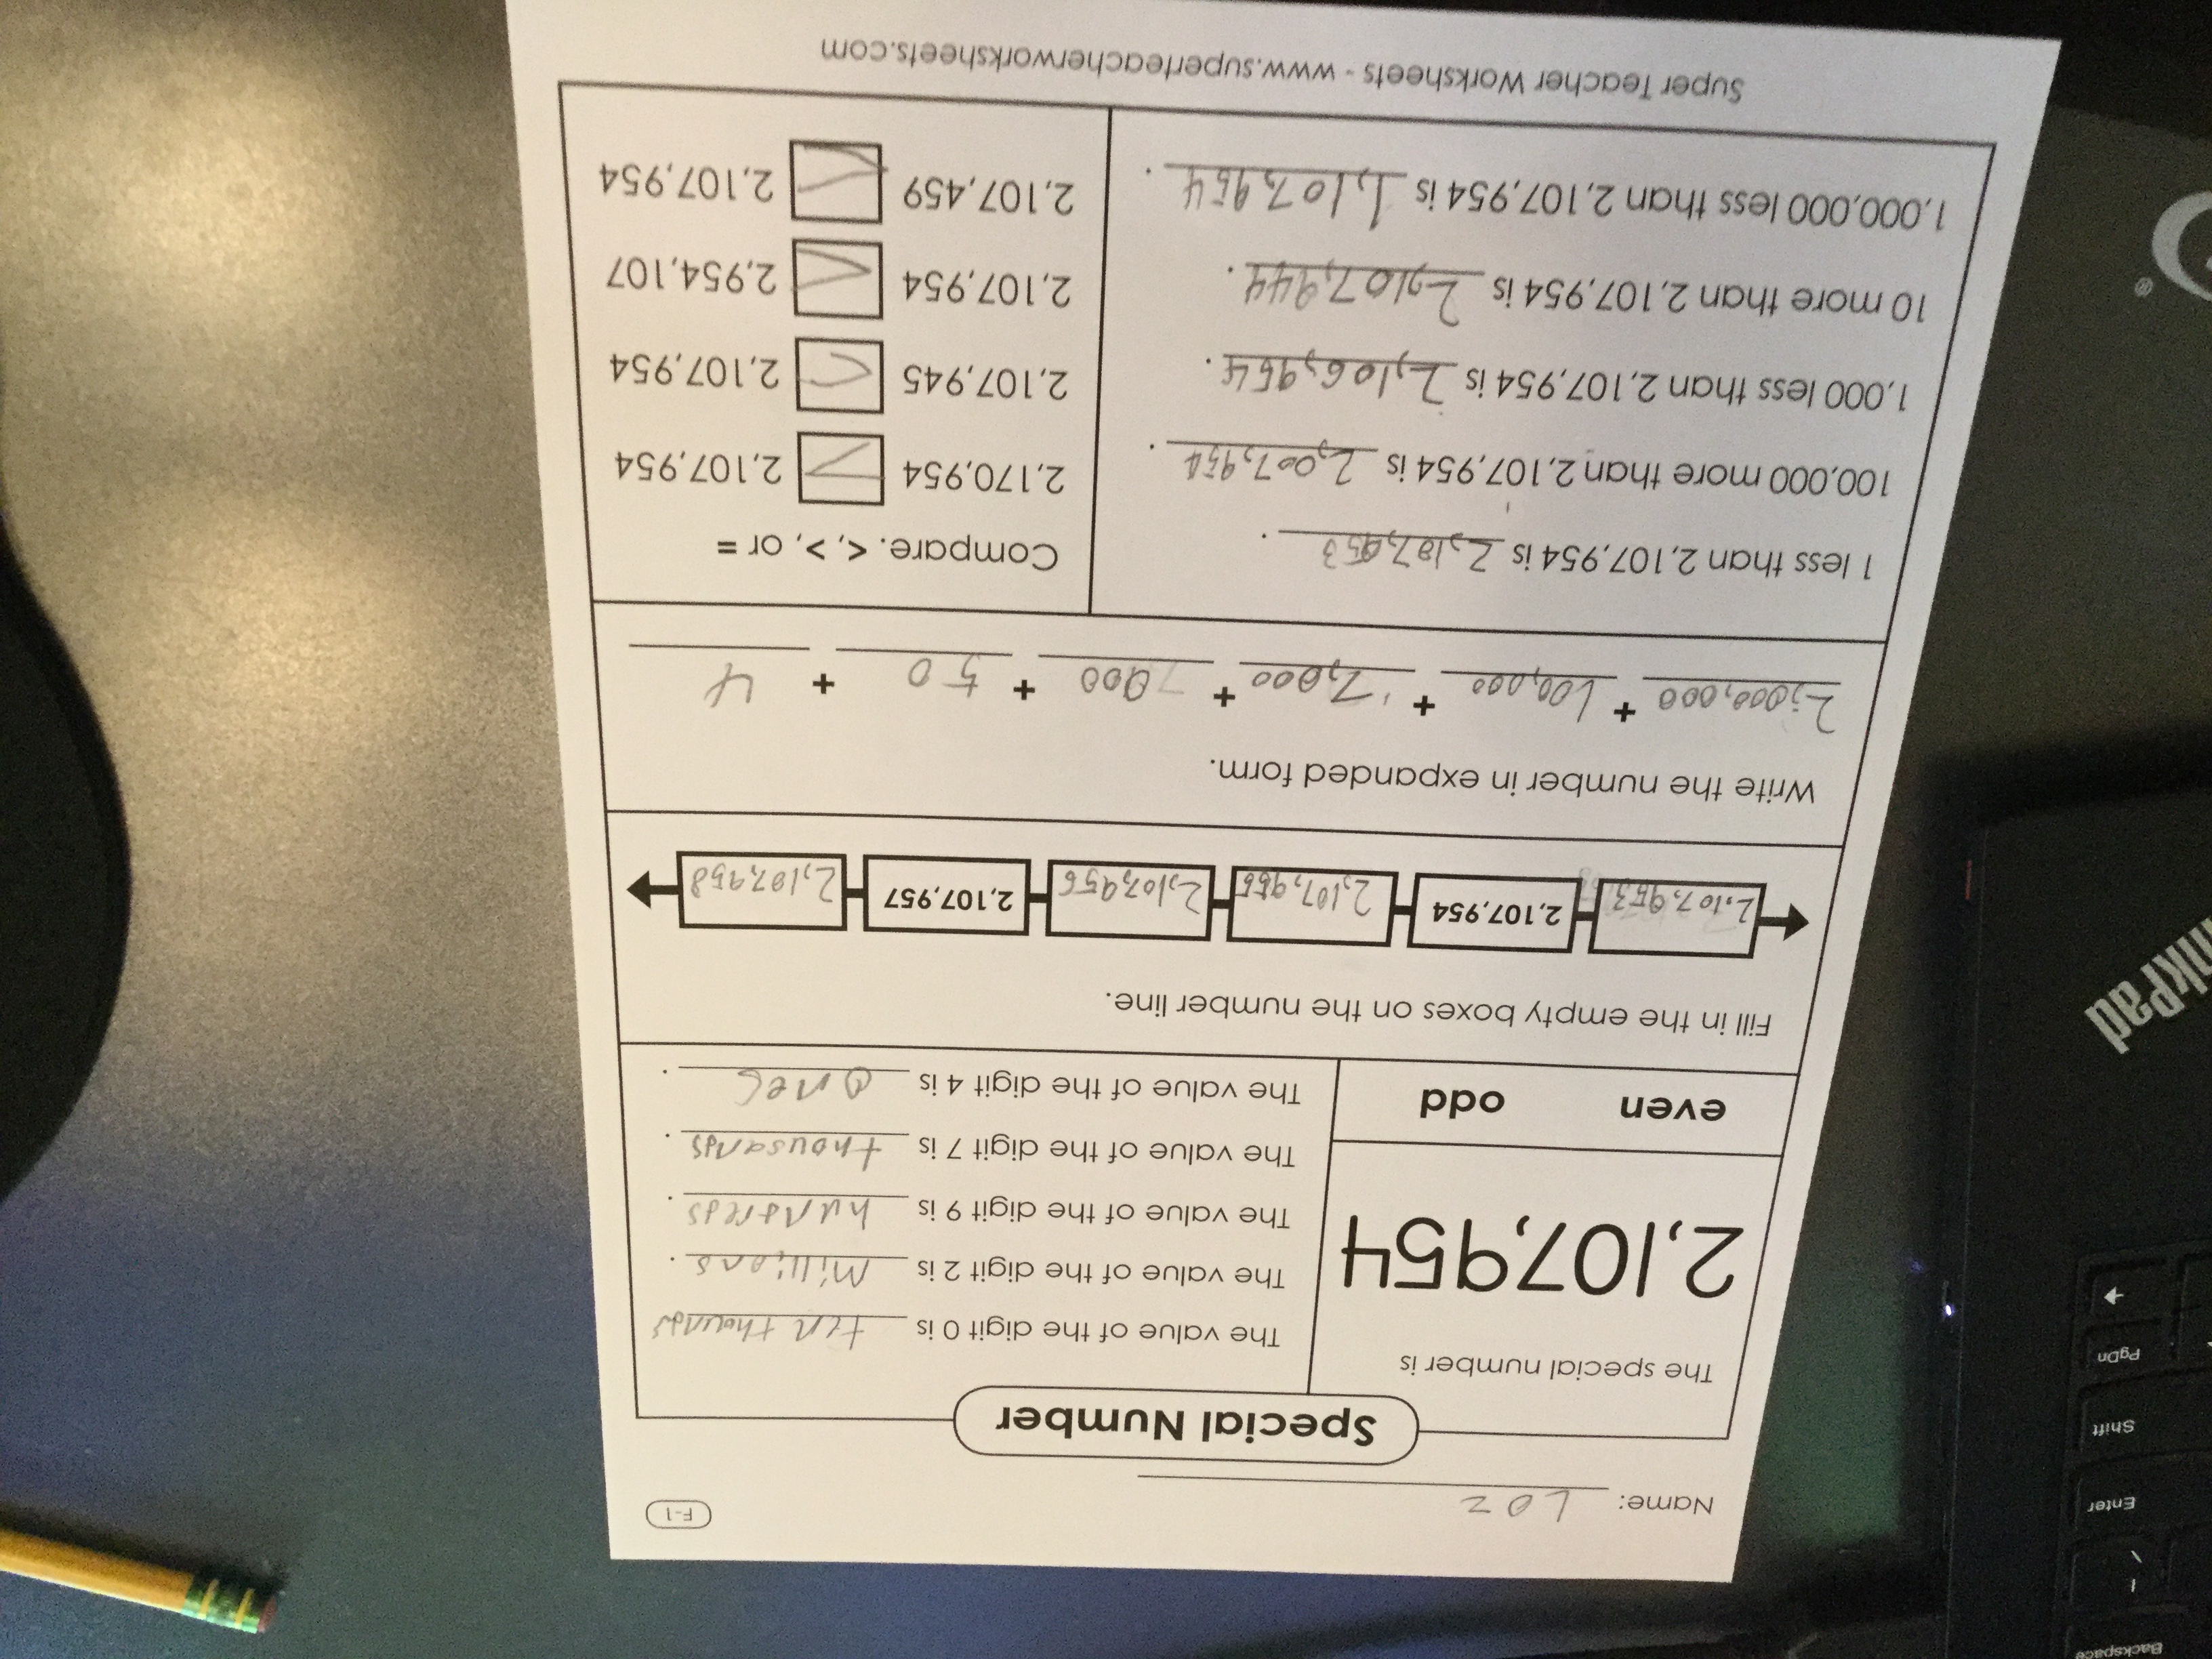 Backspace
Enter
Shift
PgDn
inkPad
Name: LOZ
F-1
Special Number
The special number is
2,107,954
even odd
The value of the digit 0 is ten thounds
The value of the digit 2 is Millions.
The value of the digit 9 is hundreds.
The value of the digit 7 is thousands.
The value of the digit 4 is ones.
Fill in the empty boxes on the number line.
2,107,953 2,107,954 2,107,955 2,107,956 2,107,957 2,107,958
Write the number in expanded form.
2,000,000 + 100,000 + 7,000 + 900 + 50 + 4
1 less than 2,107,954 is 2,107,953.
100,000 more than 2,107,954 is 2,007,954.
1,000 less than 2,107,954 is 2,106,954.
10 more than 2,107,954 is 2,107,944.
1,000,000 less than 2,107,954 is 1,107,954.
Compare. <, >, or =
2,170,954 > 2,107,954
2,107,945 < 2,107,954
2,107,954 < 2,954,107
2,107,459 < 2,107,954
Super Teacher Worksheets - www.superteacherworksheets.com